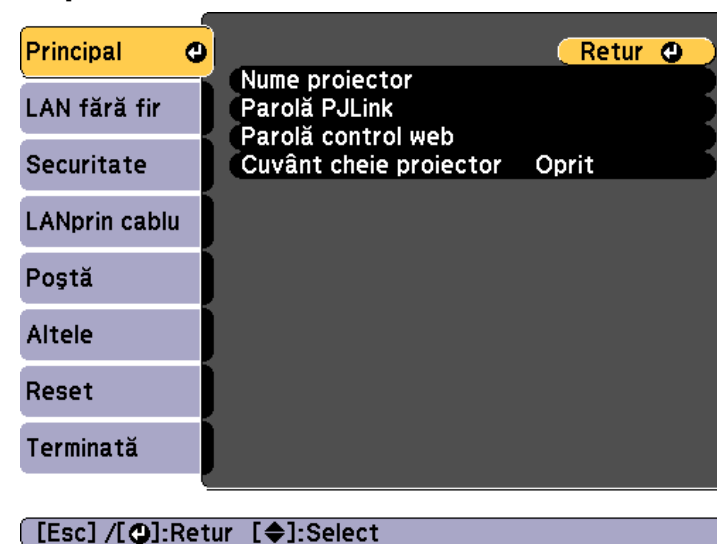 Principal
Retur
Nume proiector
Parolă PJLink
Parolă control web
Cuvânt cheie proiector Oprit
LAN fără fir
Securitate
LANprin cablu
Poştă
Altele
Reset
Terminată
[Esc] /[⏎]:Retur [◆]:Select